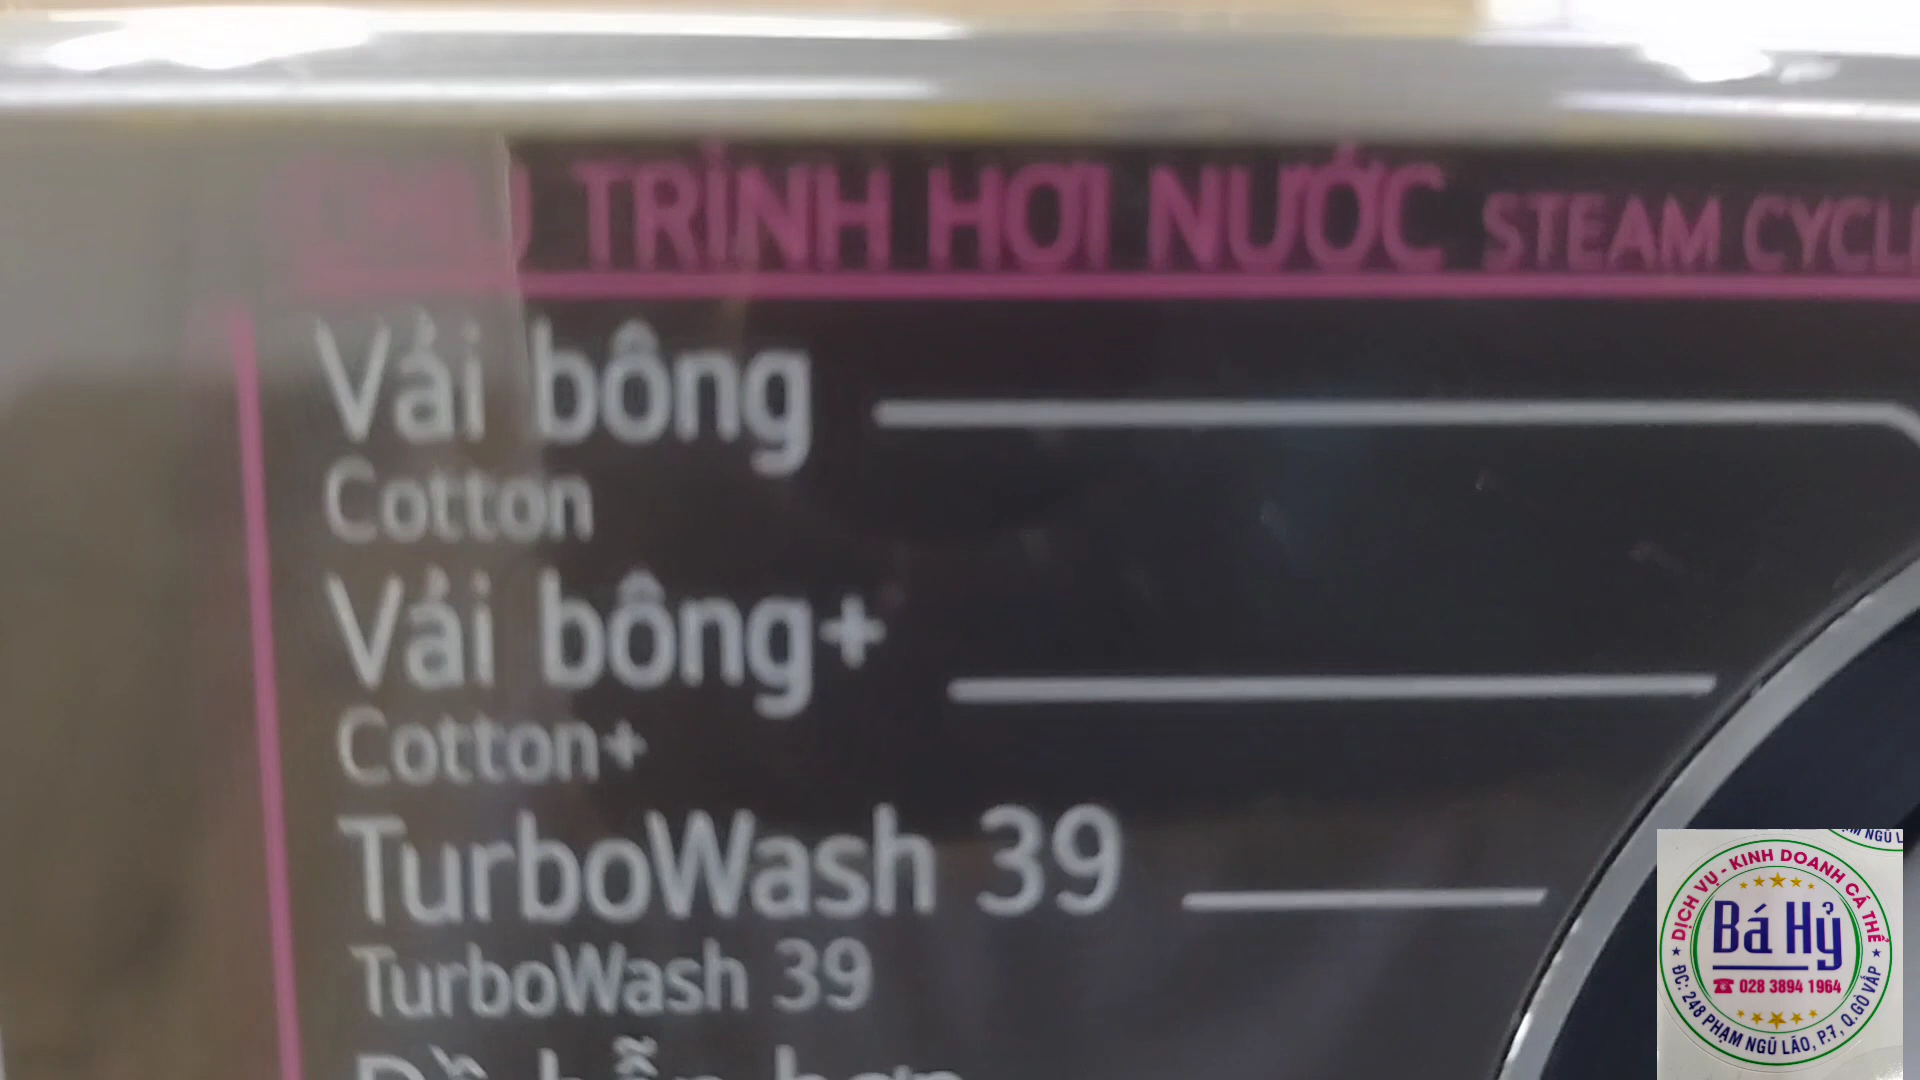 TRÌNH HƠI NƯỚC STEAM CYCLE
Vải bông
Cotton
Vải bông+
Cotton+
TurboWash 39
TurboWash 39
DỊCH VỤ - KINH DOANH CÁ THỂ
Bá Hỷ
☎ 028 3894 1964
ĐC: 248 PHẠM NGŨ LÃO, P.7, Q.GÒ VẤP